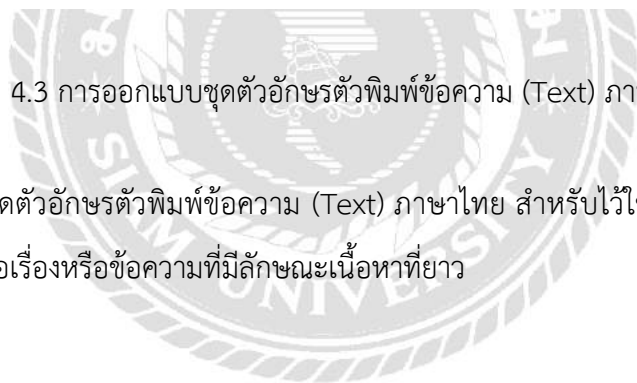 4.3 การออกแบบชุดตัวอักษรตัวพิมพ์ข้อความ (Text) ภา
ดตัวอักษรตัวพิมพ์ข้อความ (Text) ภาษาไทย สำหรับไว้ใ
อเรื่องหรือข้อความที่มีลักษณะเนื้อหาที่ยาว
SIAM UNIVERSITY